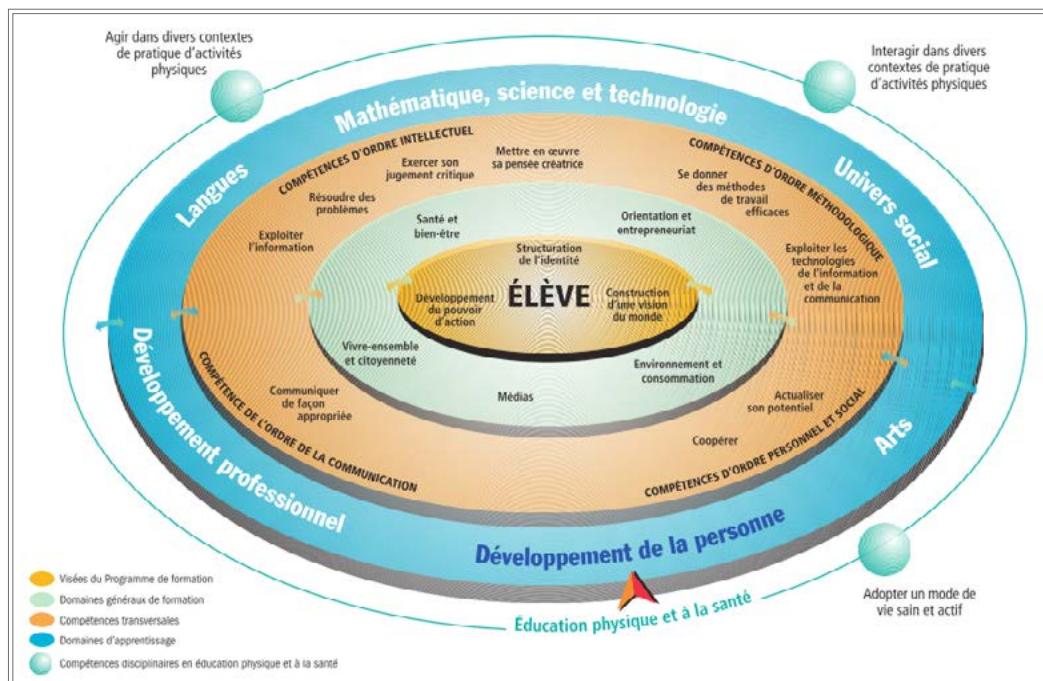 Agir dans divers contextes
de pratique d'activités
physiques
Interagir dans divers
contextes de pratique
d'activités physiques
Mathématique, science et technologie
Langues
Univers social
COMPÉTENCES D'ORDRE INTELLECTUEL
COMPÉTENCES D'ORDRE MÉTHODOLOGIQUE
Mettre en œuvre
sa pensée créatrice
Exercer son
jugement critique
Résoudre des
problèmes
Exploiter
l'information
Se donner
des méthodes
de travail
efficaces
Exploiter les
technologies
de l'information
et de la
communication
Santé et
bien-être
Orientation et
entrepreneuriat
Structuration
de l'identité
ÉLÈVE
Développement
du pouvoir
d'action
Construction
d'une vision
du monde
Vivre-ensemble
et citoyenneté
Environnement et
consommation
Médias
Communiquer
de façon
appropriée
Actualiser
son potentiel
Coopérer
COMPÉTENCE DE L'ORDRE DE LA COMMUNICATION
COMPÉTENCES D'ORDRE PERSONNEL ET SOCIAL
Développement professionnel
Arts
Développement de la personne
Éducation physique et à la santé
Adopter un mode de
vie sain et actif
Visées du Programme de formation
Domaines généraux de formation
Compétences transversales
Domaines d'apprentissage
Compétences disciplinaires en éducation physique et à la santé